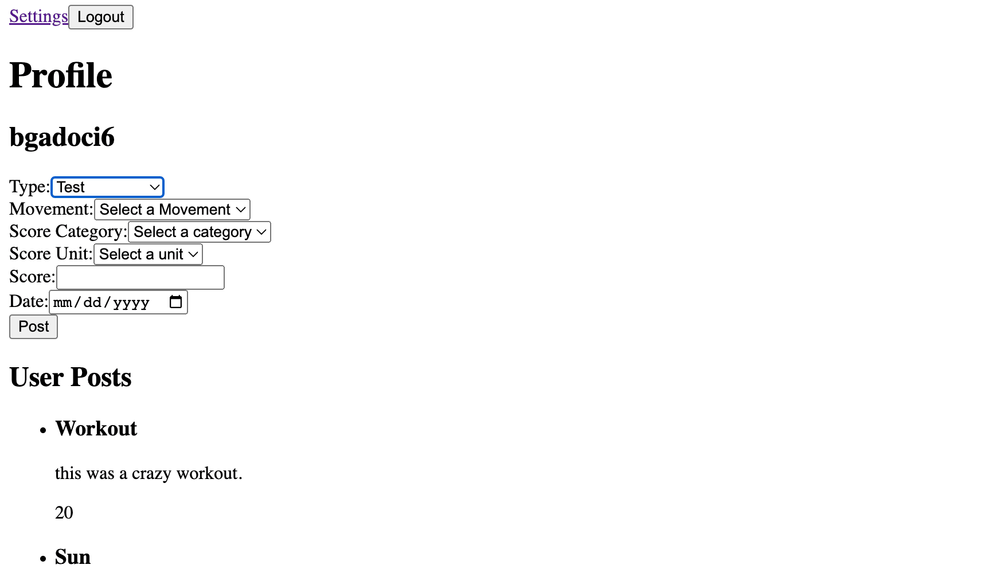 Settings Logout
Profile
bgadoci6
Type: Test
Movement: Select a Movement
Score Category: Select a category
Score Unit: Select a unit
Score:
Date: mm/dd/yyyy
Post
User Posts
Workout
this was a crazy workout.
20
Sun